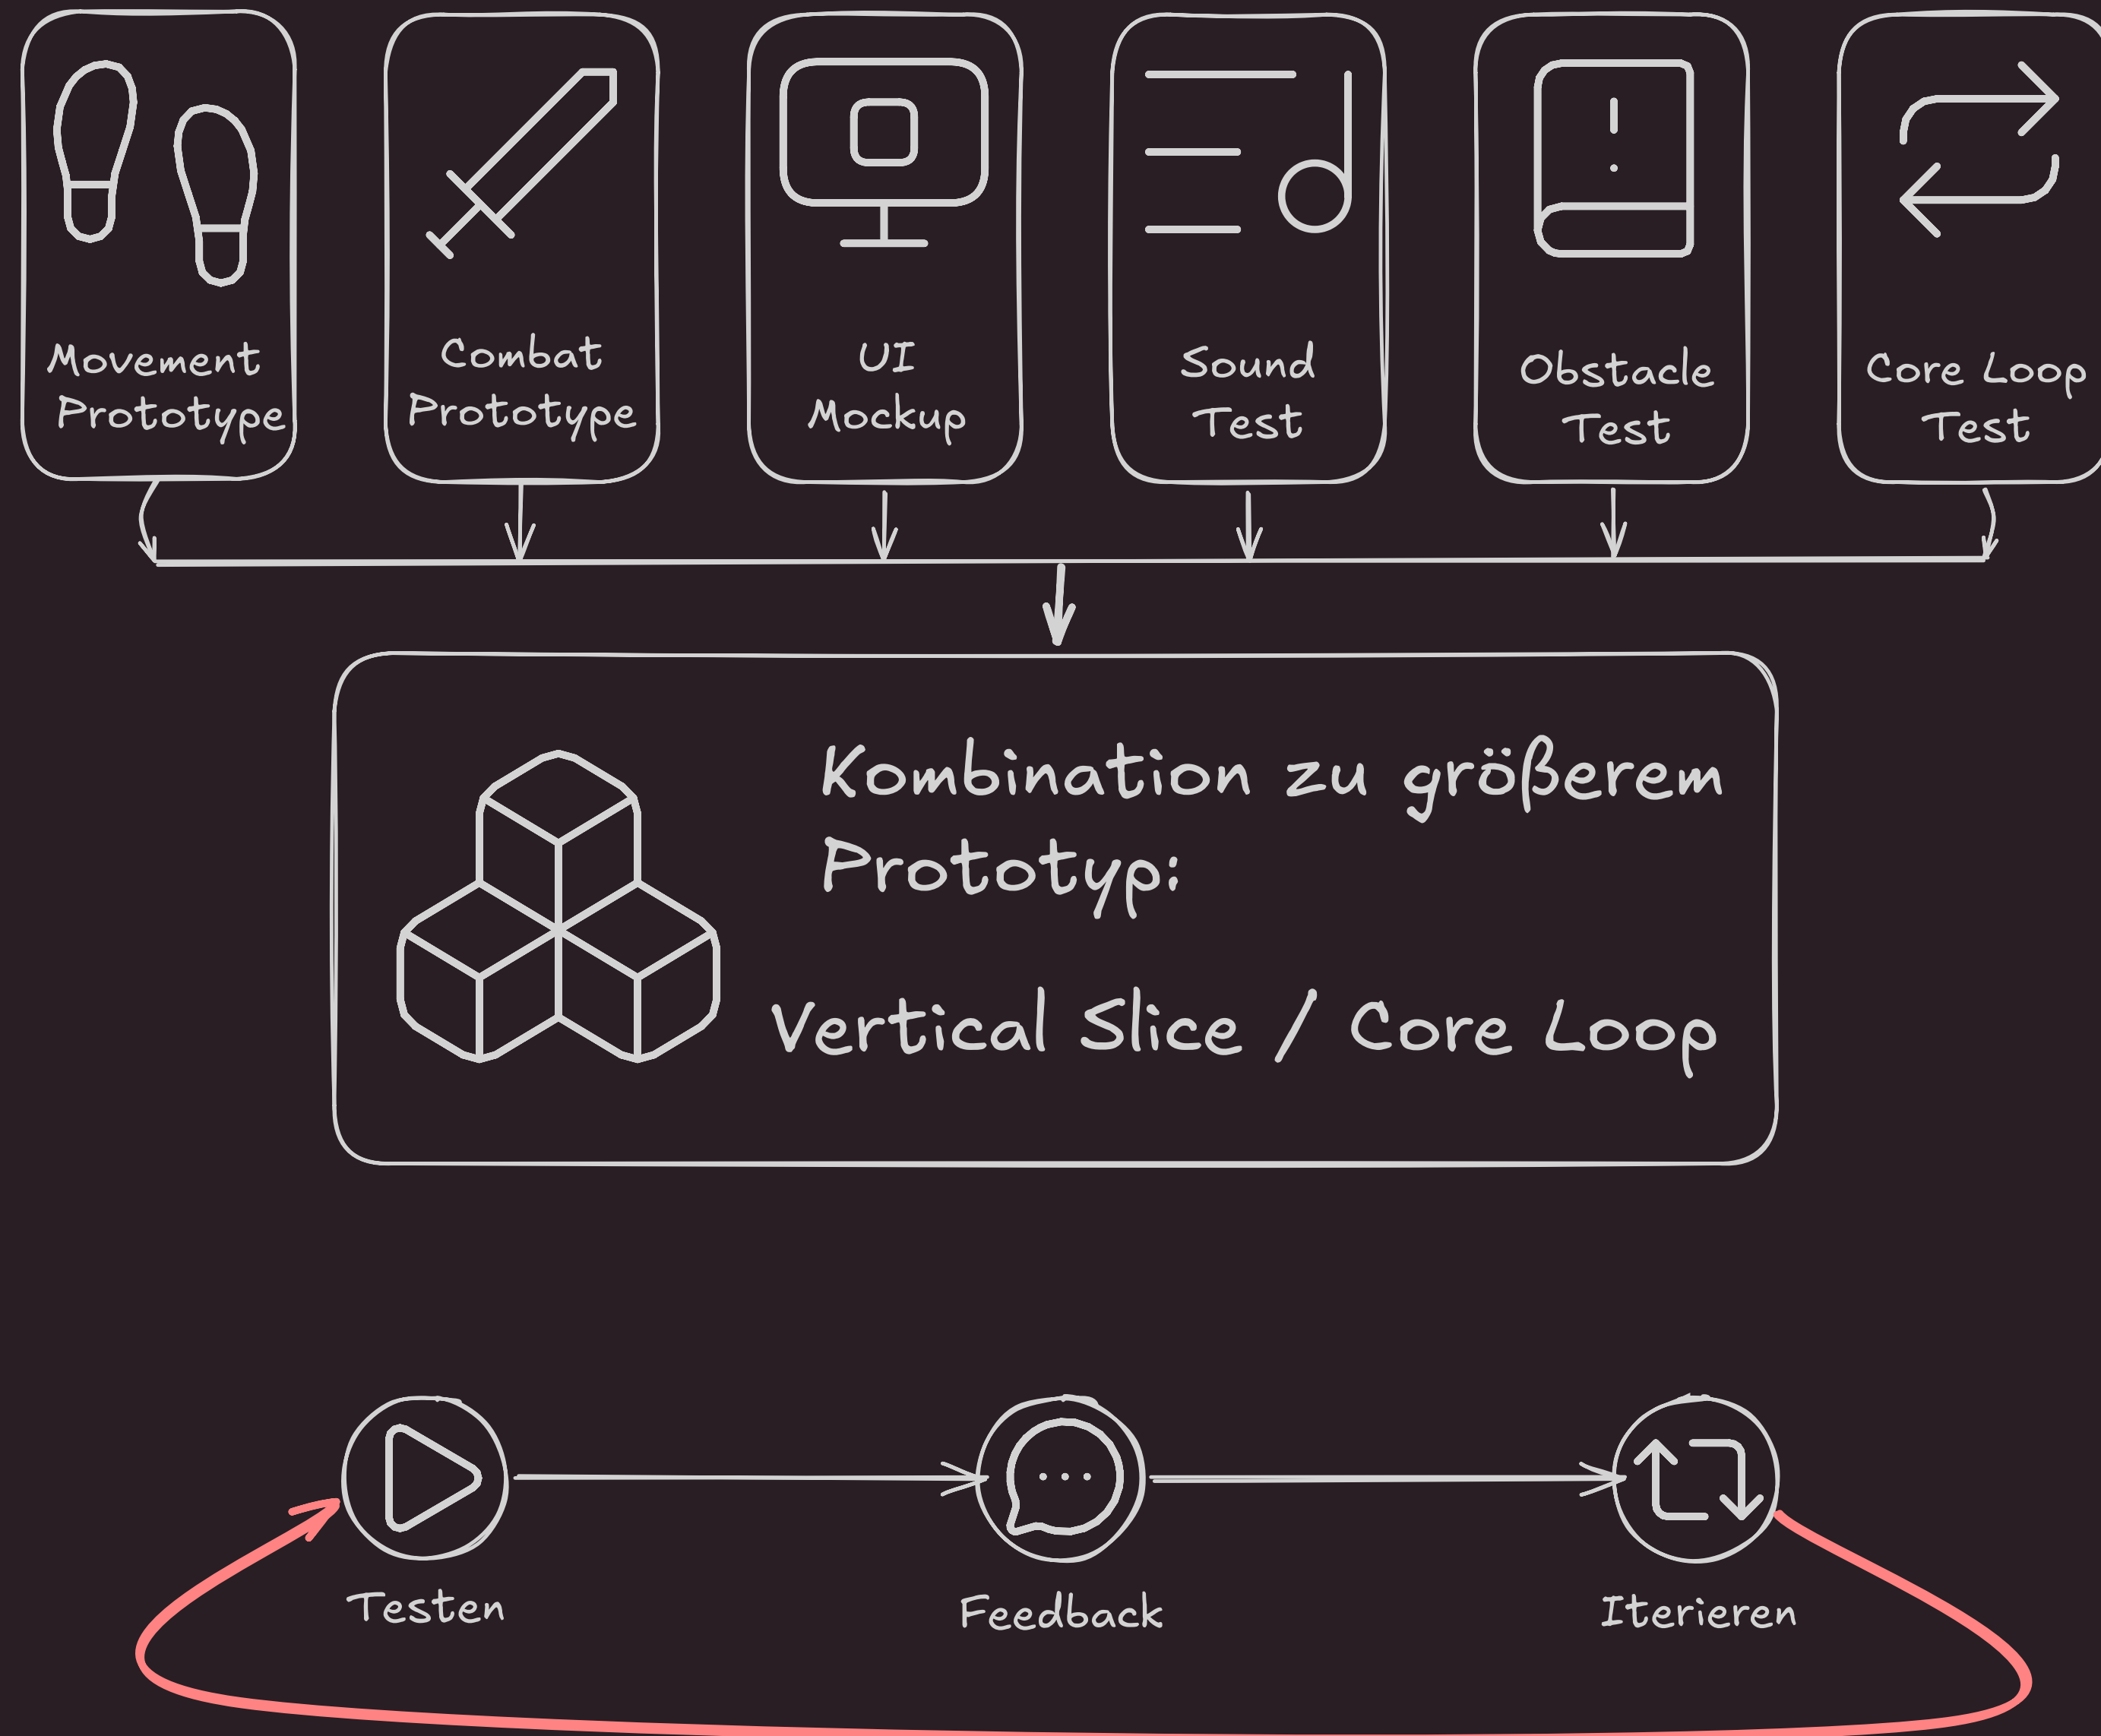 Movement
Prototype
Combat
Prototype
UI
Mockup
Sound
Test
Obstacle
Test
Core Loop
Test
Kombination zu größerem
Prototyp:
Vertical Slice / Core Loop
Testen
Feedback
Iterieren